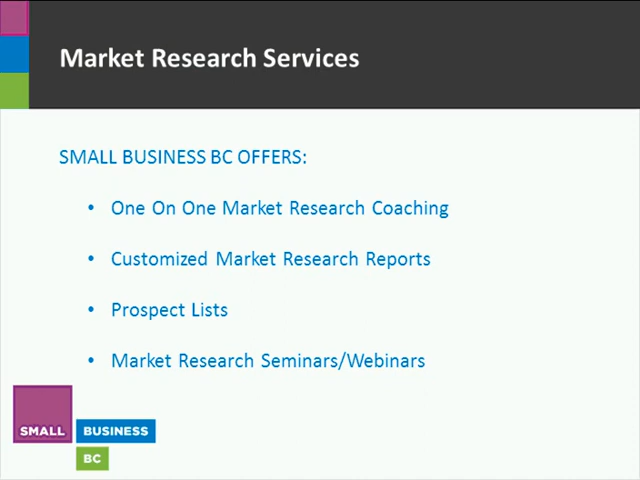 Market Research Services
SMALL BUSINESS BC OFFERS:
• One On One Market Research Coaching
• Customized Market Research Reports
• Prospect Lists
• Market Research Seminars/Webinars
SMALL
BUSINESS
BC